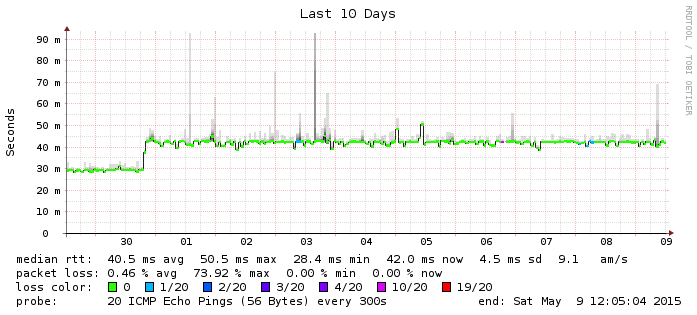 Last 10 Days
RRDTOOL / TOBI OETIKER
Seconds
90 m
80 m
70 m
60 m
50 m
40 m
30 m
20 m
10 m
0
30 01 02 03 04 05 06 07 08 09
median rtt: 40.5 ms avg 50.5 ms max 28.4 ms min 42.0 ms now 4.5 ms sd 9.1 am/s
packet loss: 0.46 % avg 73.92 % max 0.00 % min 0.00 % now
loss color: 0 1/20 2/20 3/20 4/20 10/20 19/20
probe: 20 ICMP Echo Pings (56 Bytes) every 300s end: Sat May 9 12:05:04 2015